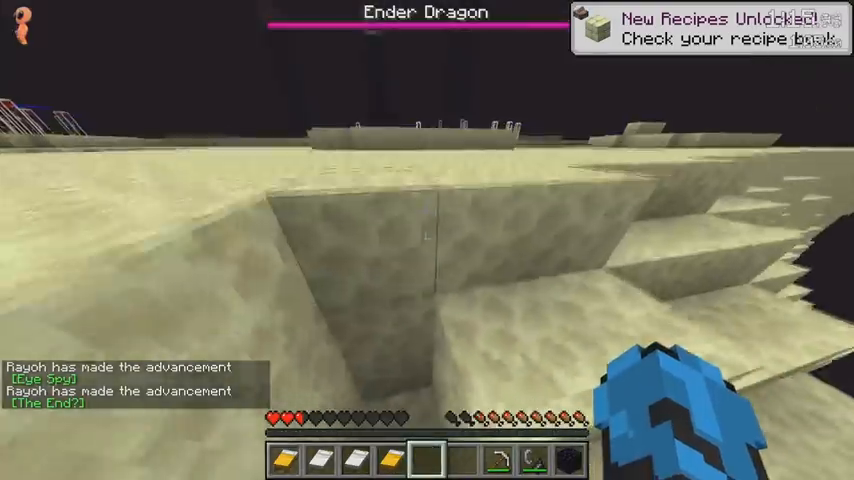 Ender Dragon
New Recipes Unlocked!
Check your recipe book
Rayoh has made the advancement
[Eye Spy]
Rayoh has made the advancement
[The End?]